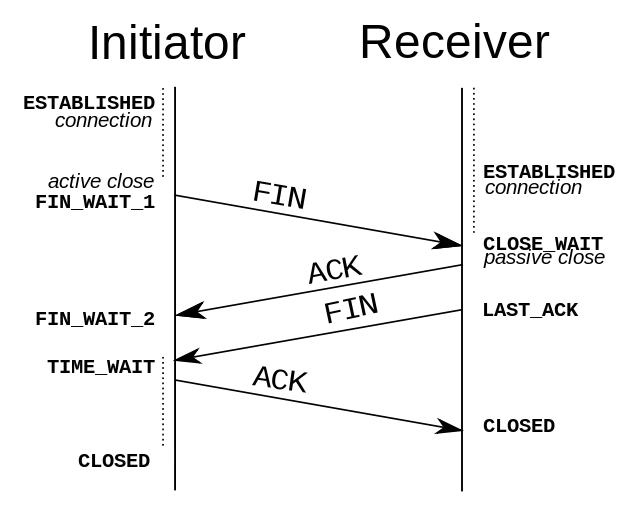 Initiator
Receiver
ESTABLISHED
connection
active close
FIN_WAIT_1
FIN
ESTABLISHED
connection
CLOSE_WAIT
passive close
ACK
FIN
LAST_ACK
FIN_WAIT_2
TIME_WAIT
ACK
CLOSED
CLOSED